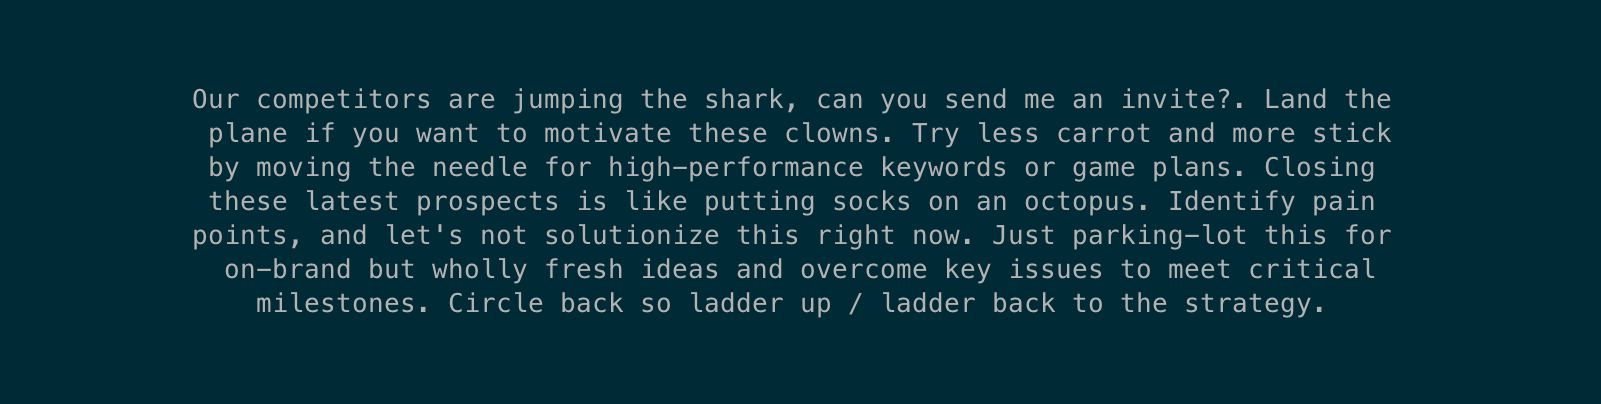 Our competitors are jumping the shark, can you send me an invite?. Land the
plane if you want to motivate these clowns. Try less carrot and more stick
by moving the needle for high-performance keywords or game plans. Closing
these latest prospects is like putting socks on an octopus. Identify pain
points, and let's not solutionize this right now. Just parking-lot this for
on-brand but wholly fresh ideas and overcome key issues to meet critical
milestones. Circle back so ladder up / ladder back to the strategy.